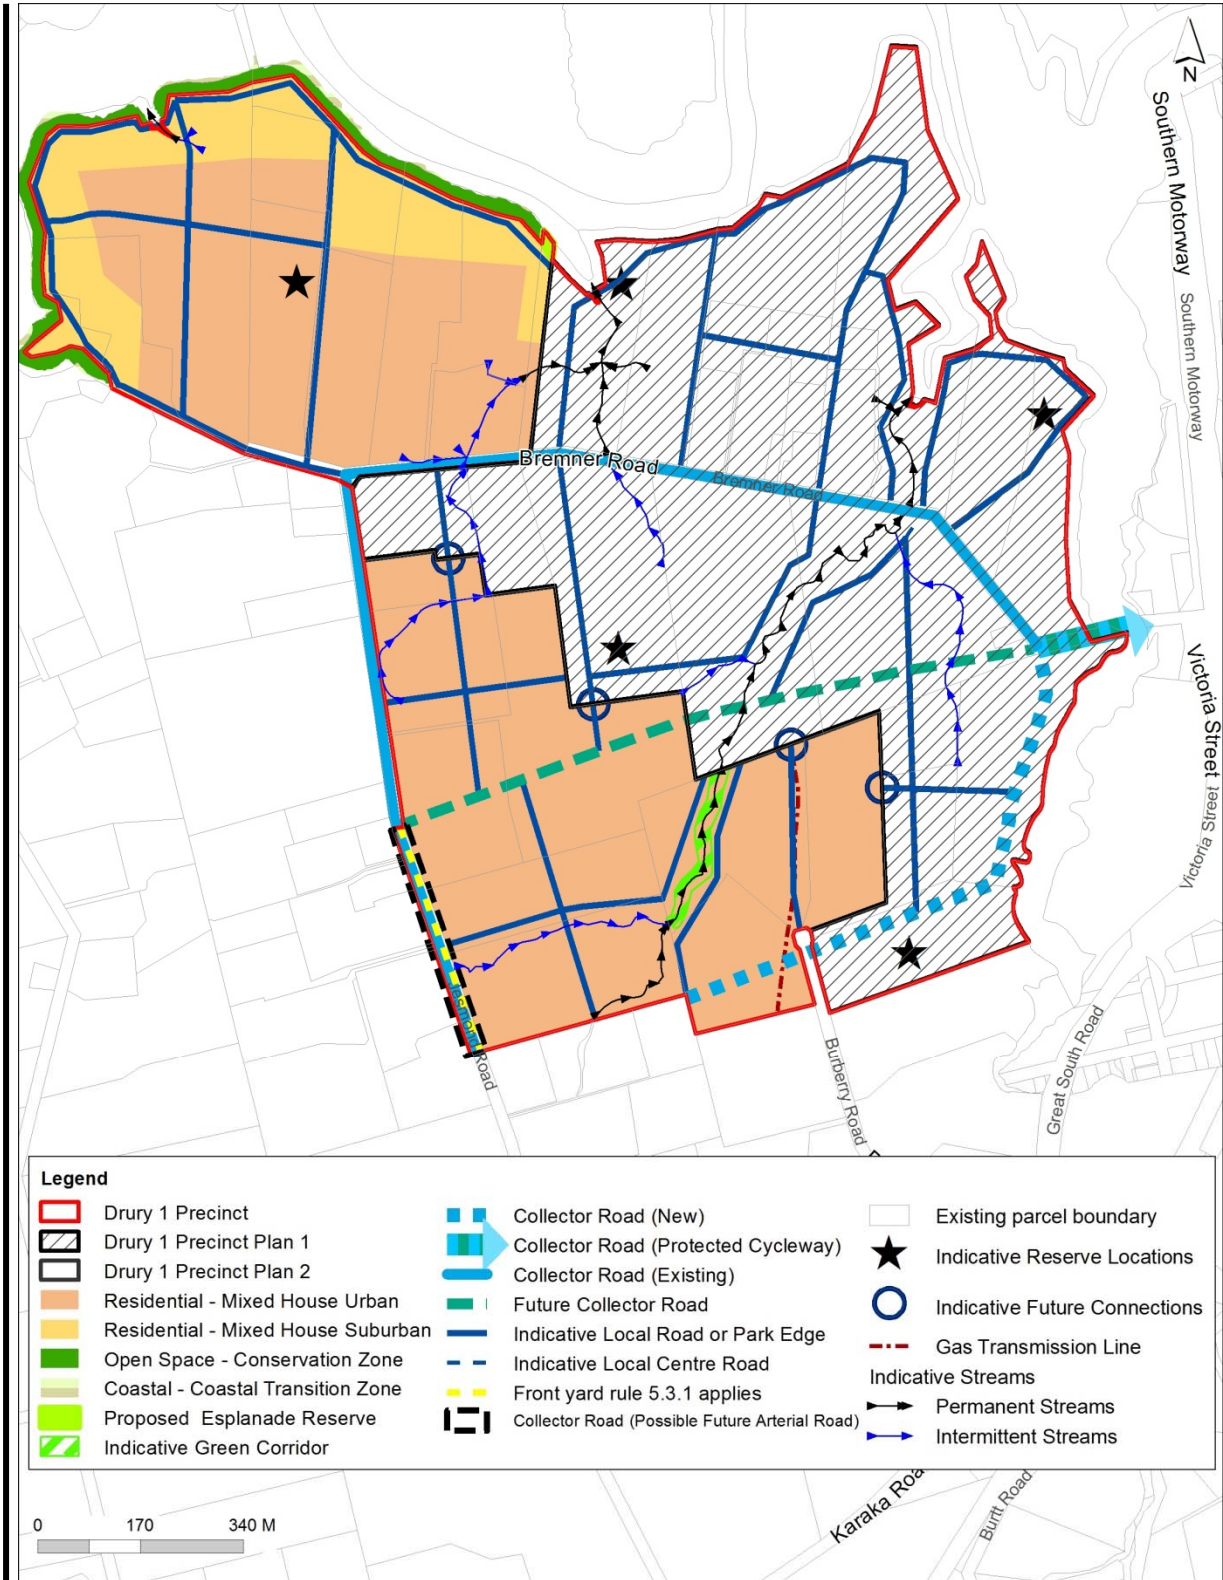 N
Southern Motorway
Southern Motorway
Bremner Road
Bremner Road
Victoria Street
Victoria Street
Jesmond Road
Burberry Road
Great South Road
Legend
Drury 1 Precinct
Drury 1 Precinct Plan 1
Drury 1 Precinct Plan 2
Residential - Mixed House Urban
Residential - Mixed House Suburban
Open Space - Conservation Zone
Coastal - Coastal Transition Zone
Proposed Esplanade Reserve
Indicative Green Corridor
Collector Road (New)
Collector Road (Protected Cycleway)
Collector Road (Existing)
Future Collector Road
Indicative Local Road or Park Edge
Indicative Local Centre Road
Front yard rule 5.3.1 applies
Collector Road (Possible Future Arterial Road)
Existing parcel boundary
Indicative Reserve Locations
Indicative Future Connections
Gas Transmission Line
Indicative Streams
Permanent Streams
Intermittent Streams
Karaka Roa
Burtt Road
0 170 340 M